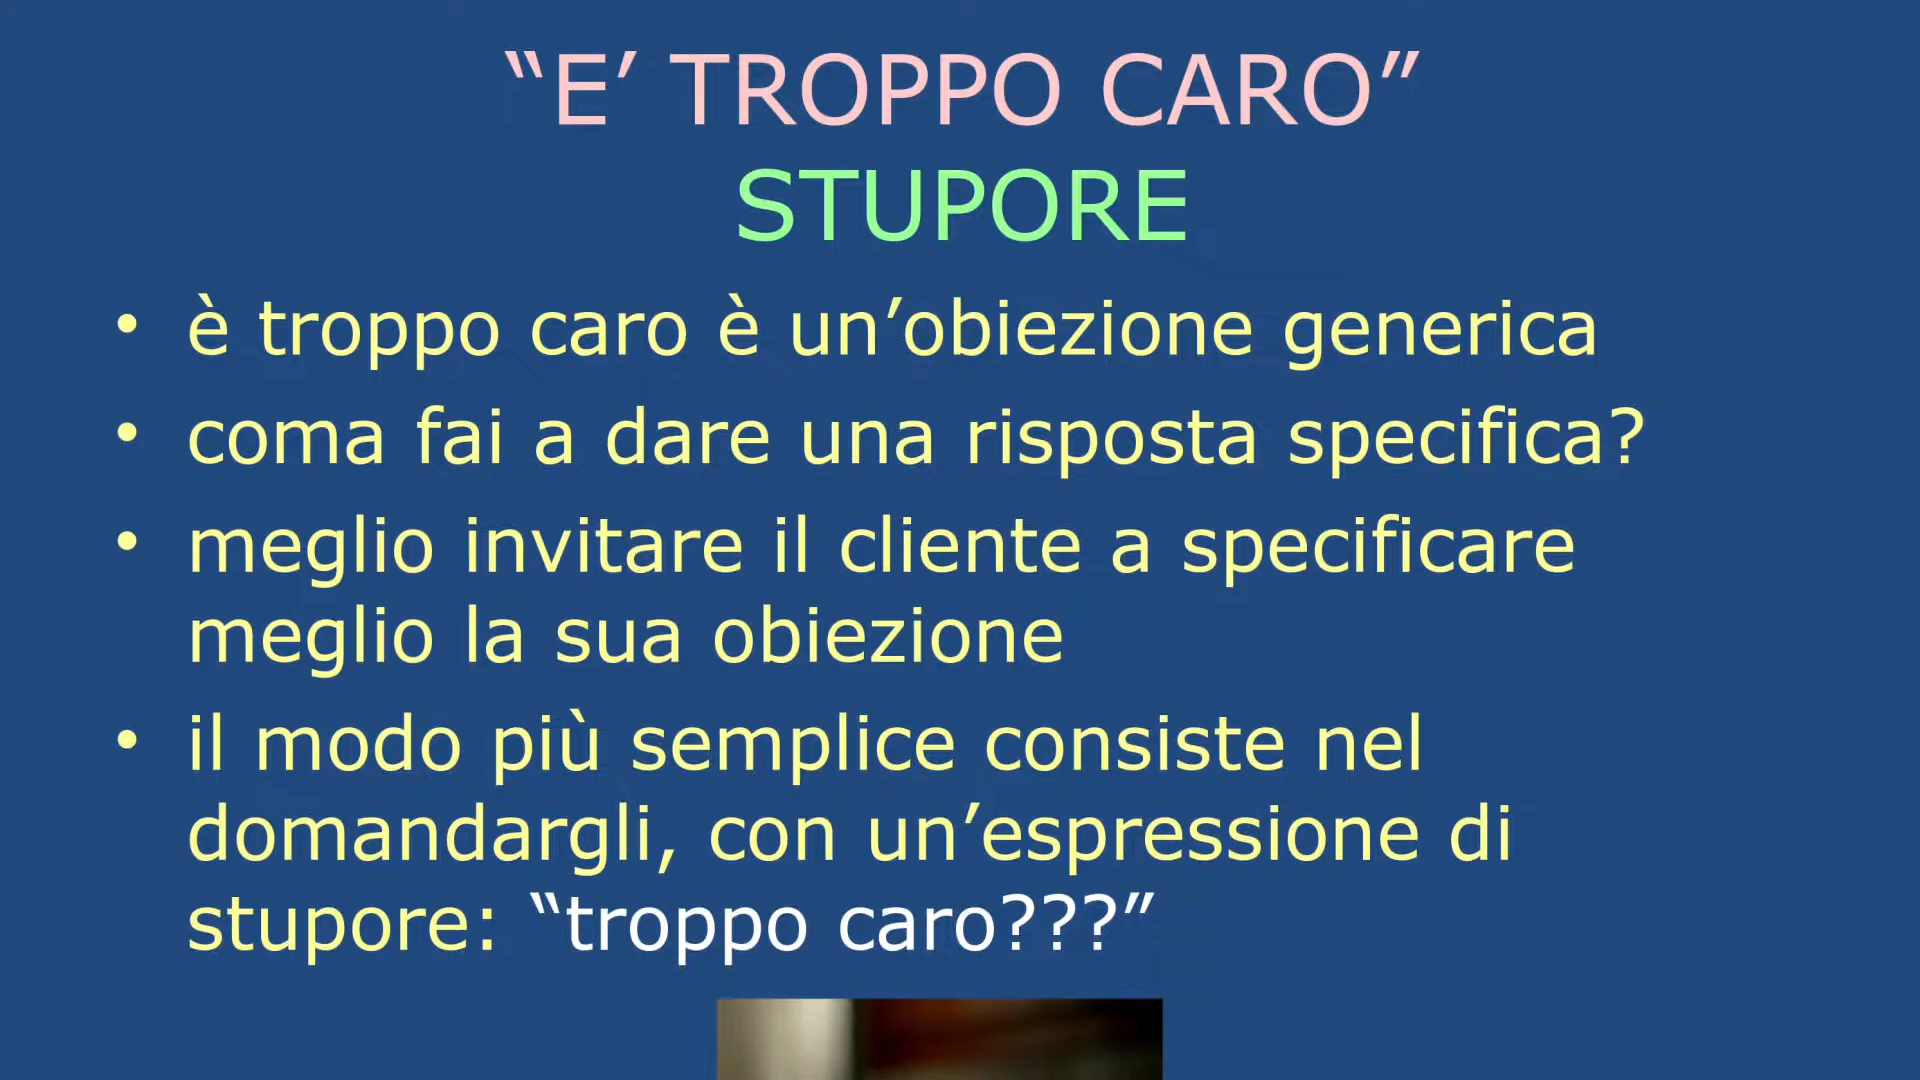 “E’ TROPPO CARO”
STUPORE
• è troppo caro è un’obiezione generica
• coma fai a dare una risposta specifica?
• meglio invitare il cliente a specificare
meglio la sua obiezione
• il modo più semplice consiste nel
domandargli, con un’espressione di
stupore: “troppo caro???”